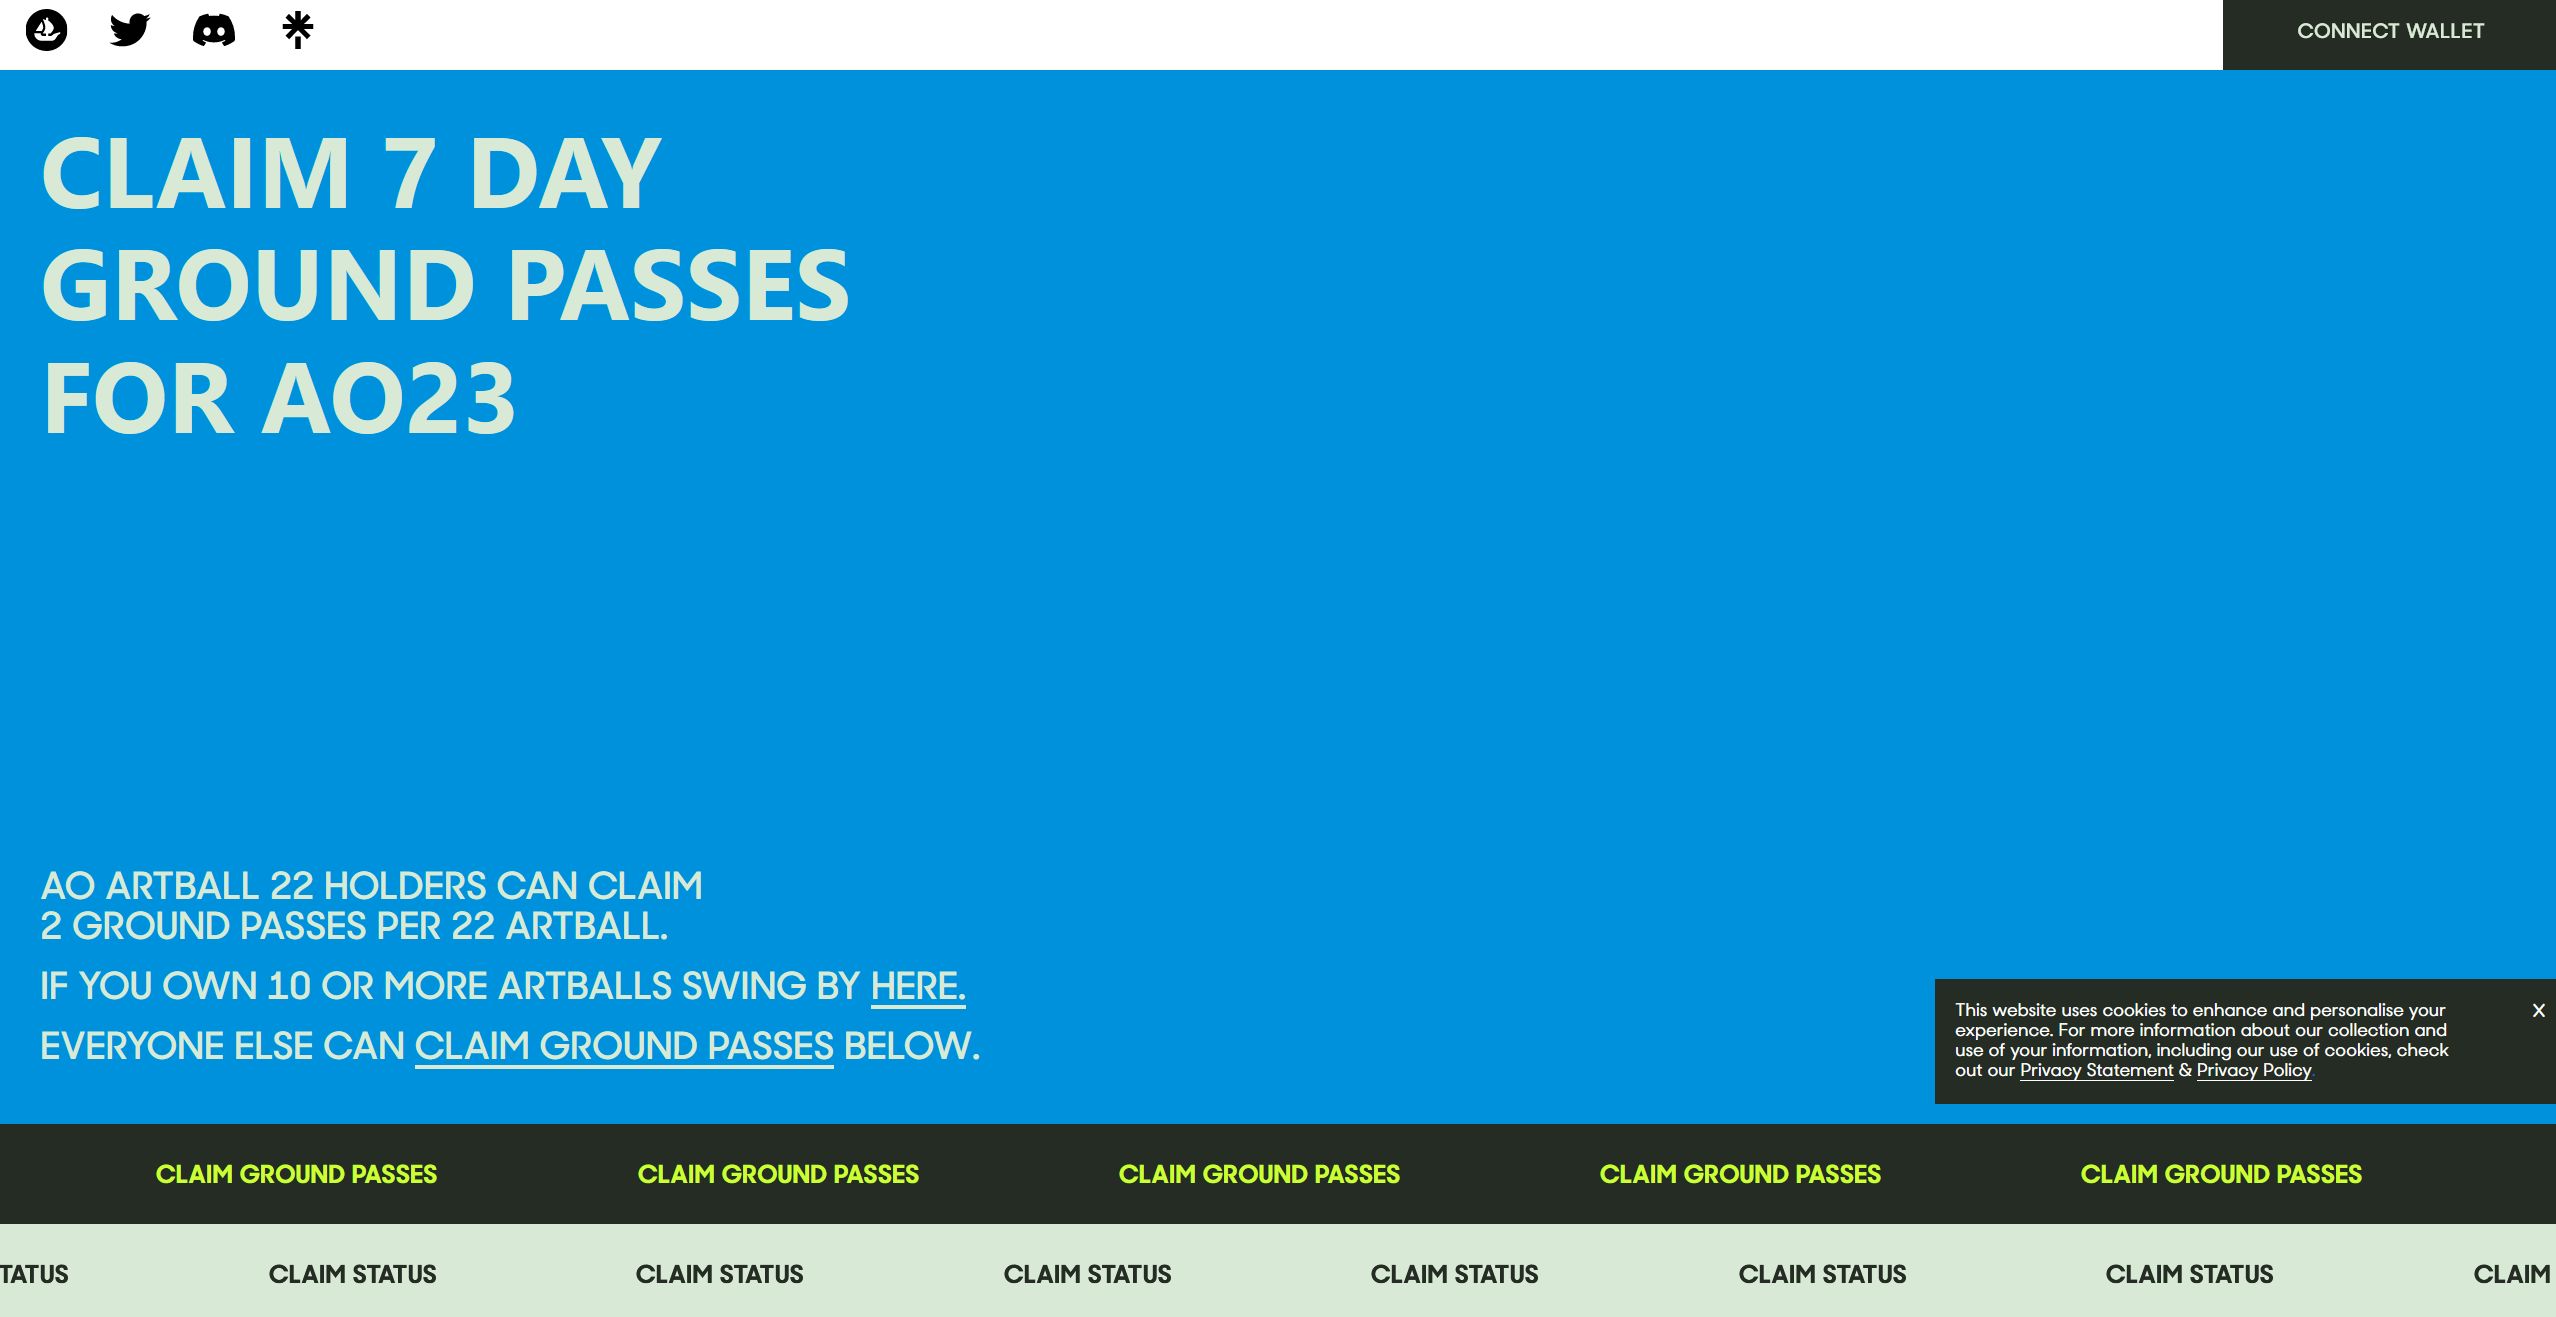 CONNECT WALLET
CLAIM 7 DAY
GROUND PASSES
FOR AO23
AO ARTBALL 22 HOLDERS CAN CLAIM
2 GROUND PASSES PER 22 ARTBALL.
IF YOU OWN 10 OR MORE ARTBALLS SWING BY HERE.
EVERYONE ELSE CAN CLAIM GROUND PASSES BELOW.
This website uses cookies to enhance and personalise your
experience. For more information about our collection and
use of your information, including our use of cookies, check
out our Privacy Statement & Privacy Policy.
X
CLAIM GROUND PASSES CLAIM GROUND PASSES CLAIM GROUND PASSES CLAIM GROUND PASSES CLAIM GROUND PASSES
TATUS CLAIM STATUS CLAIM STATUS CLAIM STATUS CLAIM STATUS CLAIM STATUS CLAIM STATUS CLAIM